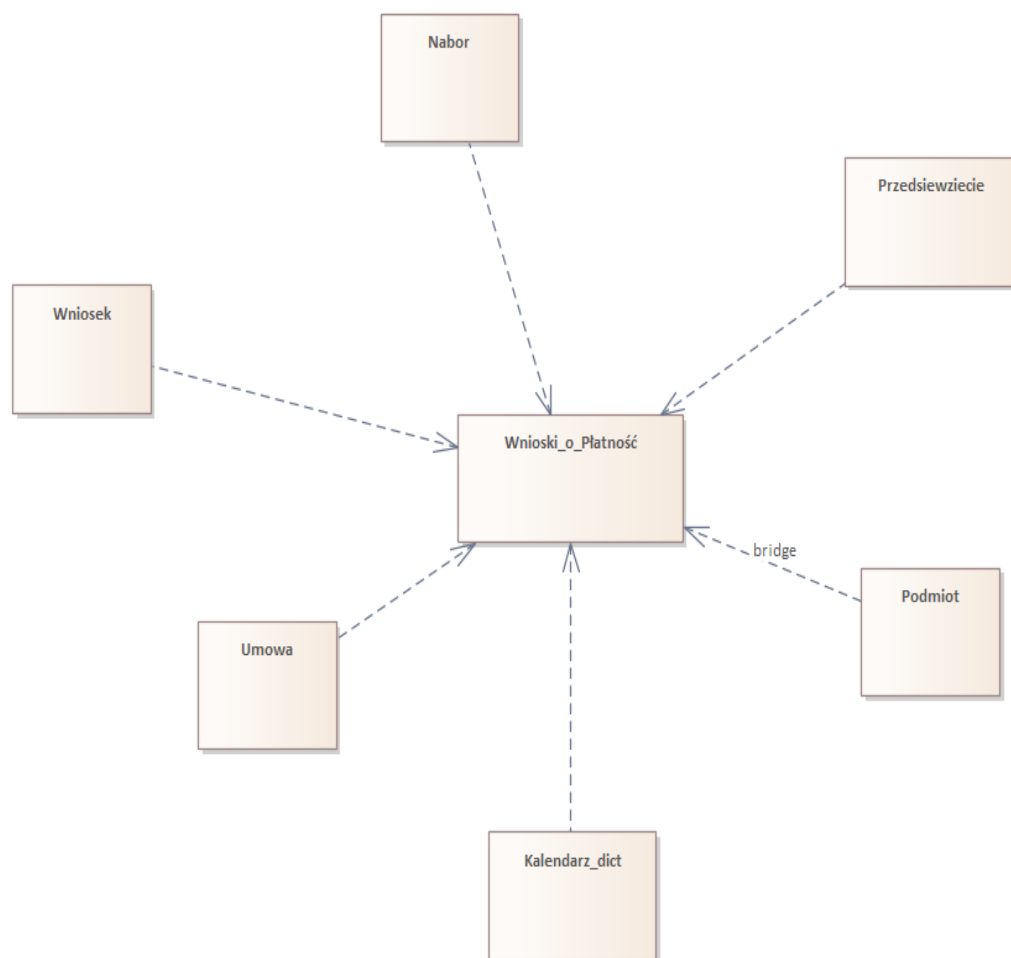 Nabor
Przedsiewziecie
Wniosek
Wnioski_o_Płatność
bridge
Podmiot
Umowa
Kalendarz_dict